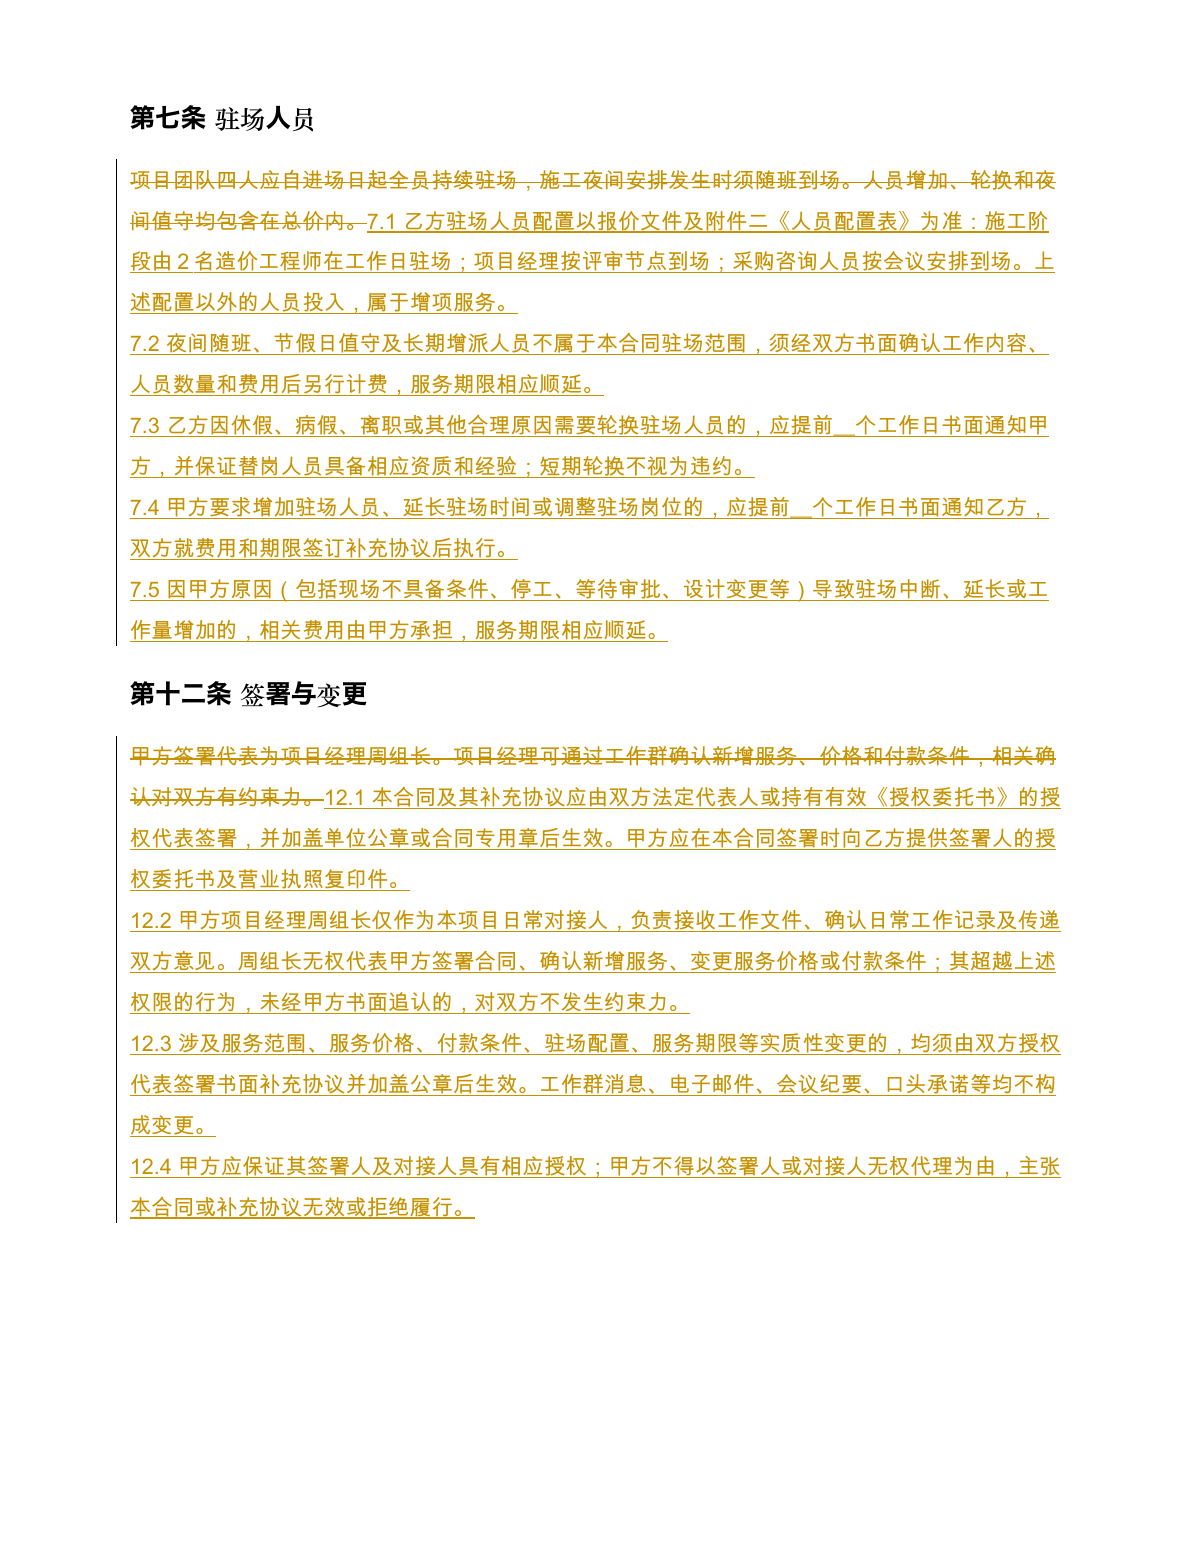 第七条 驻场人员
项目团队四人应自进场日起全员持续驻场，施工夜间安排发生时须随班到场。人员增加、轮换和夜
间值守均包含在总价内。7.1 乙方驻场人员配置以报价文件及附件二《人员配置表》为准：施工阶
段由 2 名造价工程师在工作日驻场；项目经理按评审节点到场；采购咨询人员按会议安排到场。上
述配置以外的人员投入，属于增项服务。
7.2 夜间随班、节假日值守及长期增派人员不属于本合同驻场范围，须经双方书面确认工作内容、
人员数量和费用后另行计费，服务期限相应顺延。
7.3 乙方因休假、病假、离职或其他合理原因需要轮换驻场人员的，应提前__个工作日书面通知甲
方，并保证替岗人员具备相应资质和经验；短期轮换不视为违约。
7.4 甲方要求增加驻场人员、延长驻场时间或调整驻场岗位的，应提前__个工作日书面通知乙方，
双方就费用和期限签订补充协议后执行。
7.5 因甲方原因（包括现场不具备条件、停工、等待审批、设计变更等）导致驻场中断、延长或工
作量增加的，相关费用由甲方承担，服务期限相应顺延。
第十二条 签署与变更
甲方签署代表为项目经理周组长。项目经理可通过工作群确认新增服务、价格和付款条件，相关确
认对双方有约束力。12.1 本合同及其补充协议应由双方法定代表人或持有有效《授权委托书》的授
权代表签署，并加盖单位公章或合同专用章后生效。甲方应在本合同签署时向乙方提供签署人的授
权委托书及营业执照复印件。
12.2 甲方项目经理周组长仅作为本项目日常对接人，负责接收工作文件、确认日常工作记录及传递
双方意见。周组长无权代表甲方签署合同、确认新增服务、变更服务价格或付款条件；其超越上述
权限的行为，未经甲方书面追认的，对双方不发生约束力。
12.3 涉及服务范围、服务价格、付款条件、驻场配置、服务期限等实质性变更的，均须由双方授权
代表签署书面补充协议并加盖公章后生效。工作群消息、电子邮件、会议纪要、口头承诺等均不构
成变更。
12.4 甲方应保证其签署人及对接人具有相应授权；甲方不得以签署人或对接人无权代理为由，主张
本合同或补充协议无效或拒绝履行。